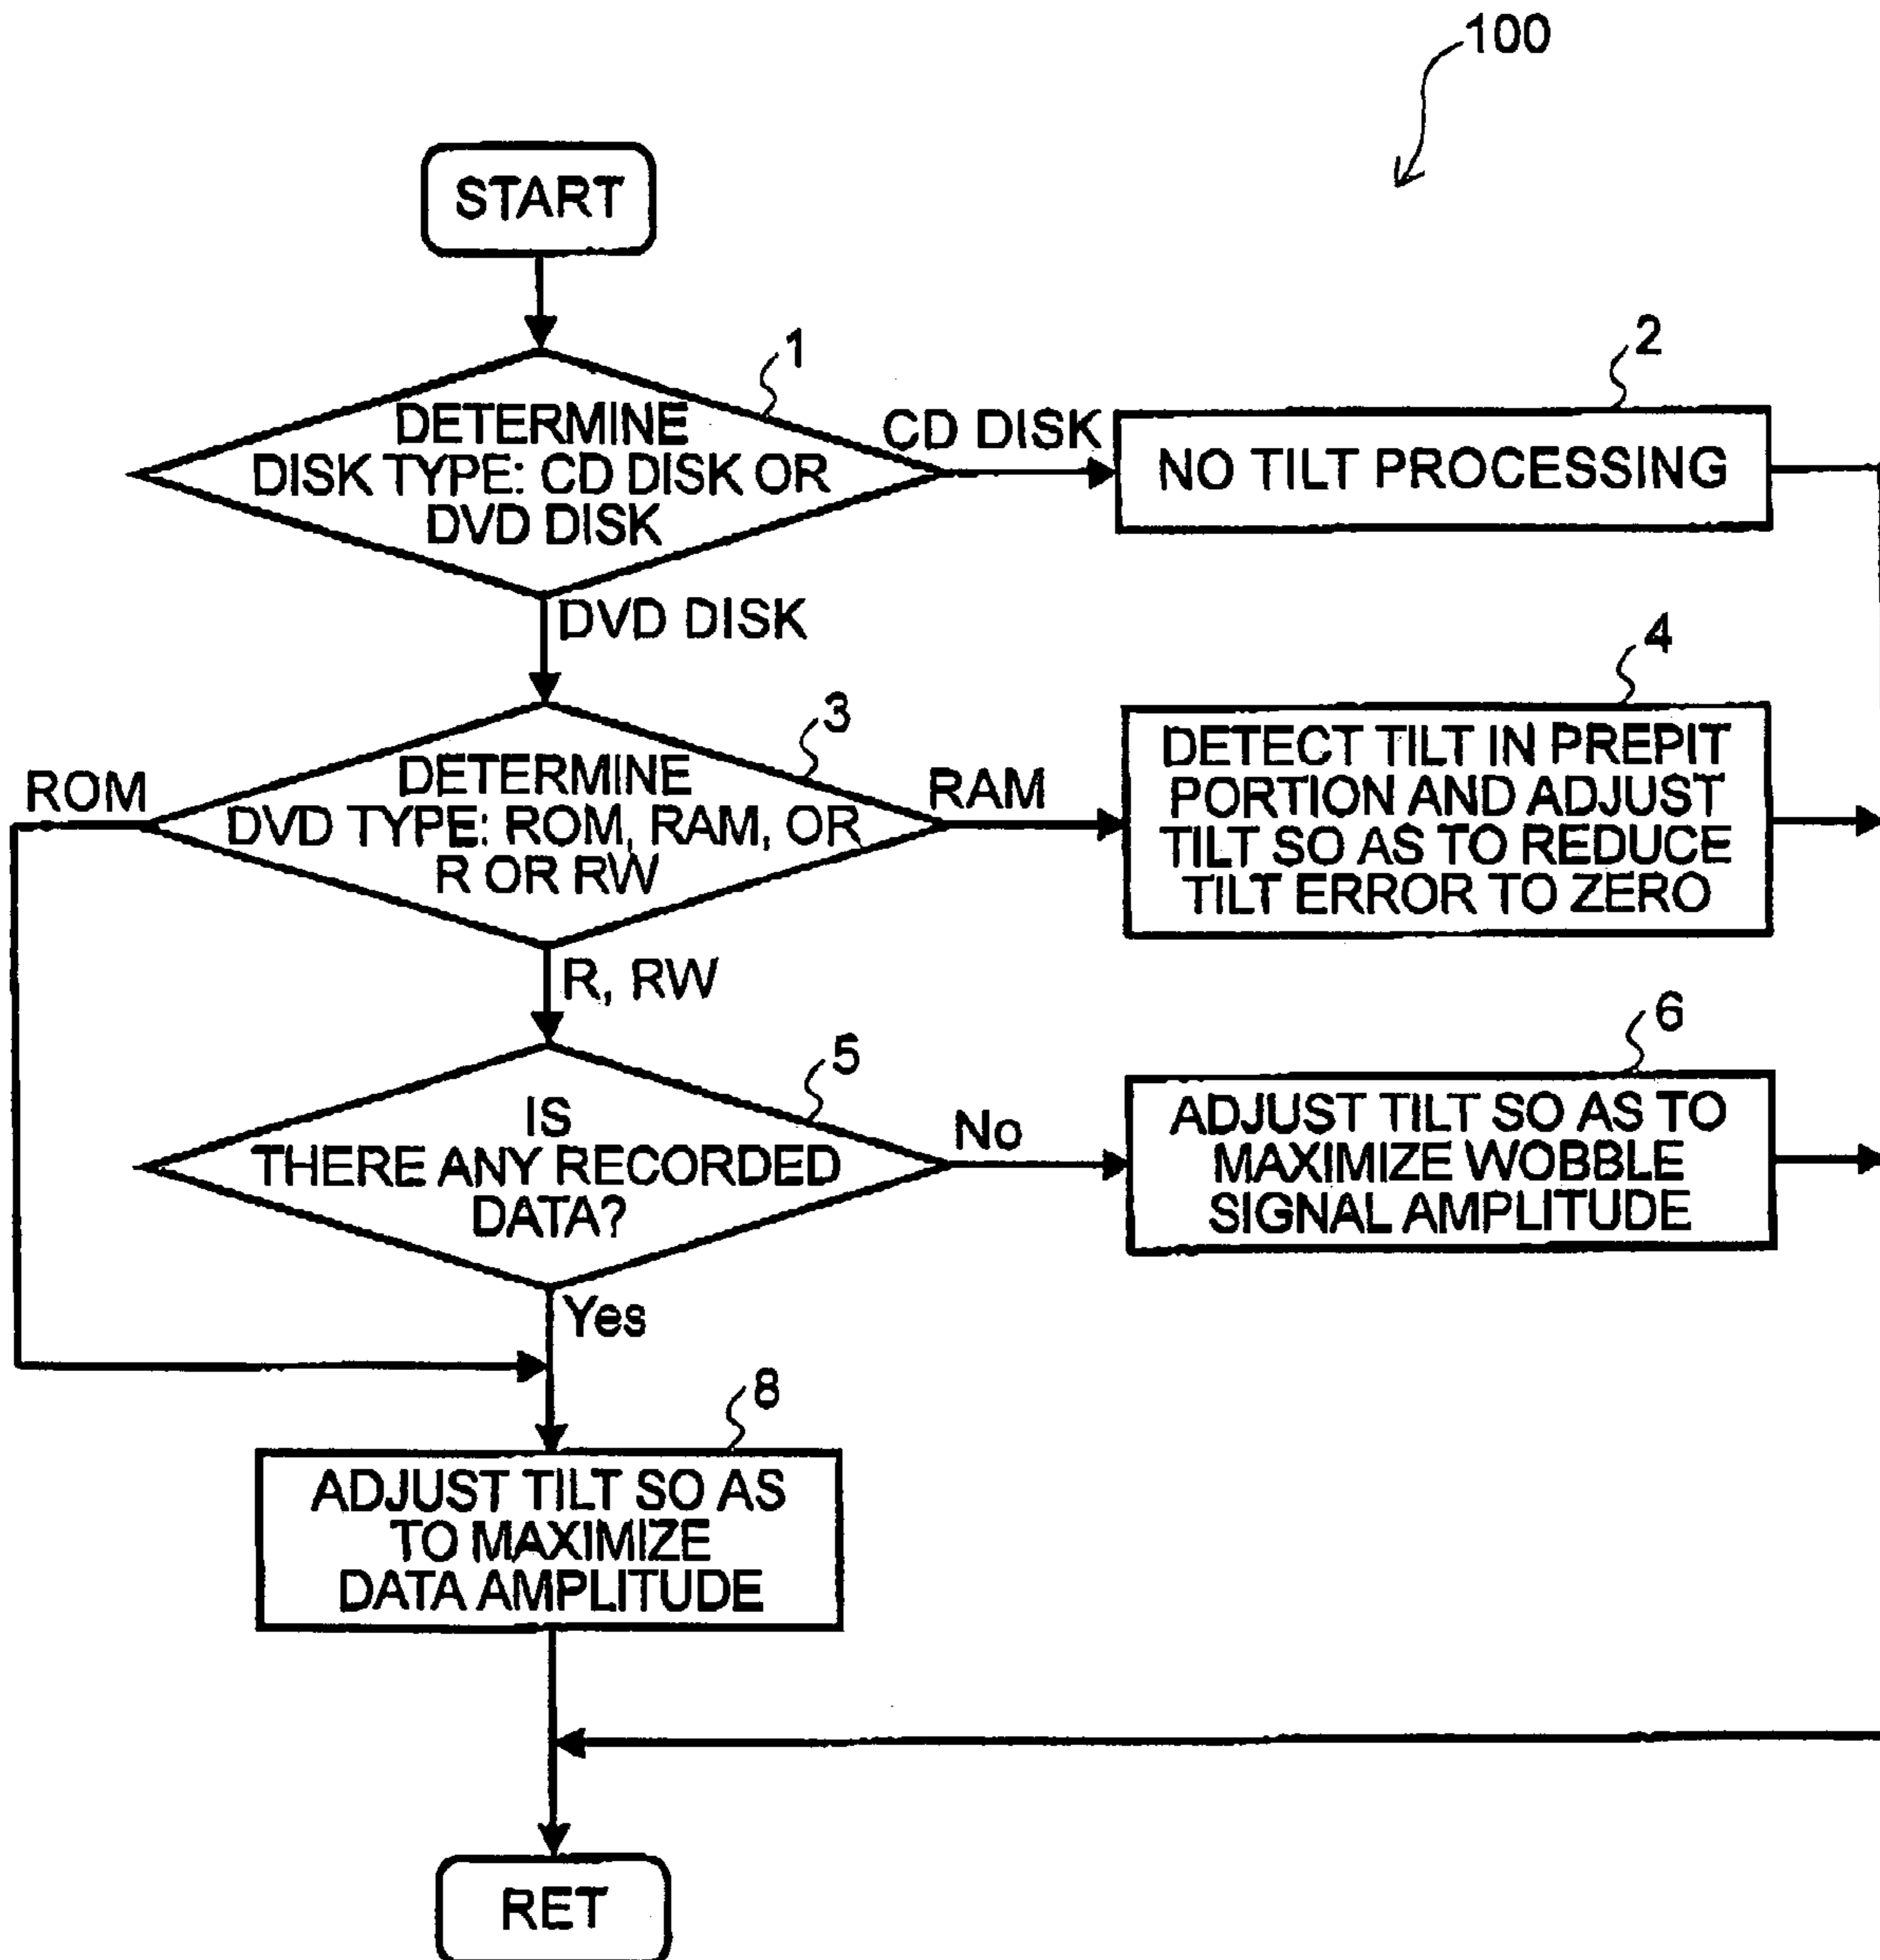 100
START
1
DETERMINE
DISK TYPE: CD DISK OR
DVD DISK
CD DISK
2
NO TILT PROCESSING
DVD DISK
3
DETERMINE
DVD TYPE: ROM, RAM, OR
R OR RW
ROM
RAM
4
DETECT TILT IN PREPIT
PORTION AND ADJUST
TILT SO AS TO REDUCE
TILT ERROR TO ZERO
R, RW
5
IS
THERE ANY RECORDED
DATA?
No
6
ADJUST TILT SO AS TO
MAXIMIZE WOBBLE
SIGNAL AMPLITUDE
Yes
8
ADJUST TILT SO AS
TO MAXIMIZE
DATA AMPLITUDE
RET